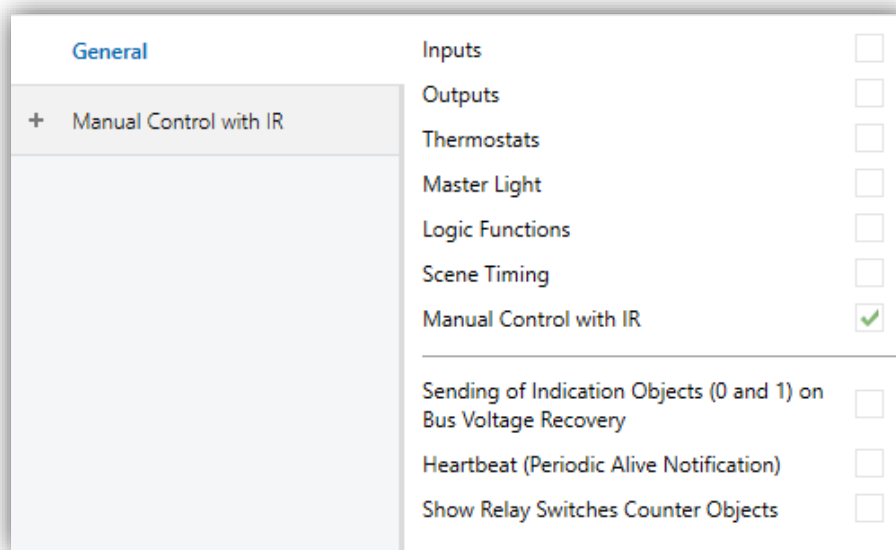 General
+ Manual Control with IR
Inputs
Outputs
Thermostats
Master Light
Logic Functions
Scene Timing
Manual Control with IR
Sending of Indication Objects (0 and 1) on
Bus Voltage Recovery
Heartbeat (Periodic Alive Notification)
Show Relay Switches Counter Objects